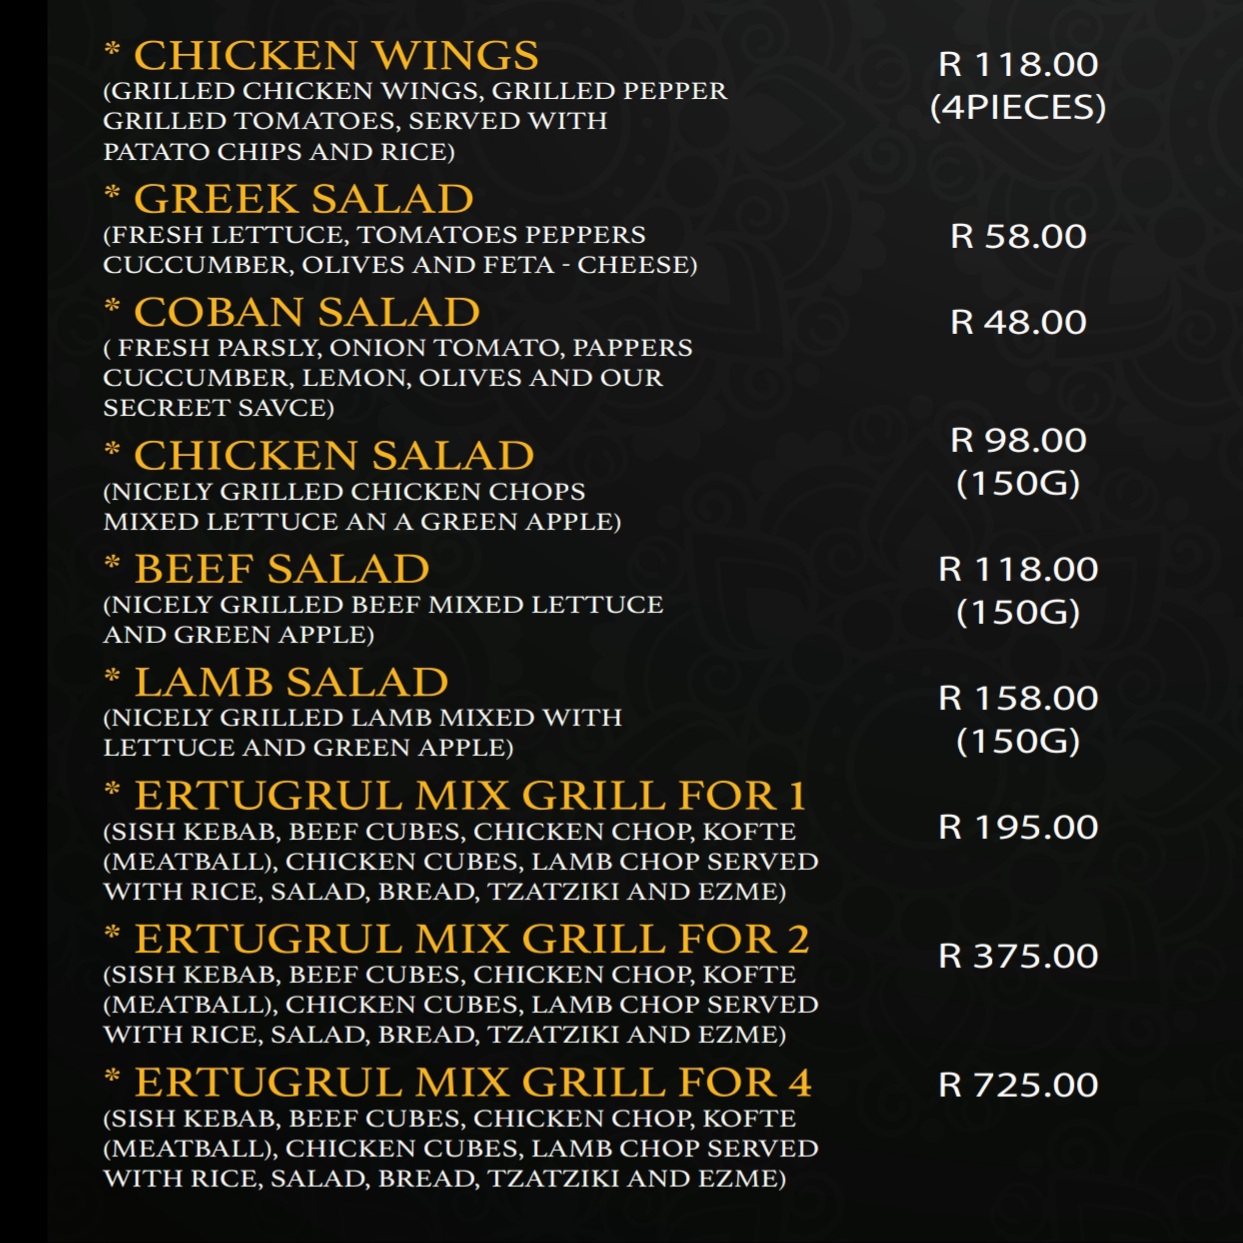 * CHICKEN WINGS
R 118.00
(GRILLED CHICKEN WINGS, GRILLED PEPPER
(4PIECES)
GRILLED TOMATOES, SERVED WITH
PATATO CHIPS AND RICE)
* GREEK SALAD
(FRESH LETTUCE, TOMATOES PEPPERS
R 58.00
CUCCUMBER, OLIVES AND FETA - CHEESE)
* COBAN SALAD
R 48.00
( FRESH PARSLY, ONION TOMATO, PAPPERS
CUCCUMBER, LEMON, OLIVES AND OUR
SECREET SAVCE)
* CHICKEN SALAD
R 98.00
(150G)
(NICELY GRILLED CHICKEN CHOPS
MIXED LETTUCE AN A GREEN APPLE)
* BEEF SALAD
R 118.00
(NICELY GRILLED BEEF MIXED LETTUCE
(150G)
AND GREEN APPLE)
* LAMB SALAD
R 158.00
(NICELY GRILLED LAMB MIXED WITH
(150G)
LETTUCE AND GREEN APPLE)
* ERTUGRUL MIX GRILL FOR 1
(SISH KEBAB, BEEF CUBES, CHICKEN CHOP, KOFTE
R 195.00
(MEATBALL), CHICKEN CUBES, LAMB CHOP SERVED
WITH RICE, SALAD, BREAD, TZATZIKI AND EZME)
* ERTUGRUL MIX GRILL FOR 2
R 375.00
(SISH KEBAB, BEEF CUBES, CHICKEN CHOP, KOFTE
(MEATBALL), CHICKEN CUBES, LAMB CHOP SERVED
WITH RICE, SALAD, BREAD, TZATZIKI AND EZME)
* ERTUGRUL MIX GRILL FOR 4
R 725.00
(SISH KEBAB, BEEF CUBES, CHICKEN CHOP, KOFTE
(MEATBALL), CHICKEN CUBES, LAMB CHOP SERVED
WITH RICE, SALAD, BREAD, TZATZIKI AND EZME)